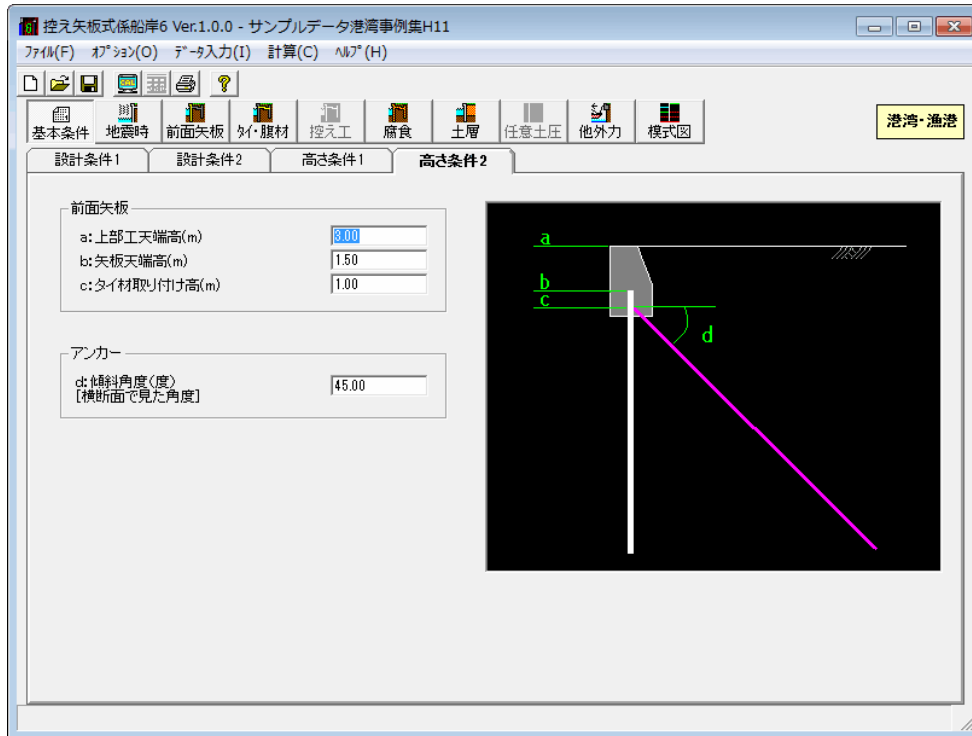 控え矢板式係船岸6 Ver.1.0.0 - サンプルデータ港湾事例集H11
ファイル(F) オプション(O) データ入力(I) 計算(C) ヘルプ(H)
基本条件 地震時 前面矢板 タイ・腹材 控え工 腐食 土層 任意土圧 他外力 模式図
港湾・漁港
設計条件1 設計条件2 高さ条件1 高さ条件2
前面矢板
a:上部工天端高(m) 3.00
b:矢板天端高(m) 1.50
c:タイ材取り付け高(m) 1.00
アンカー
d:傾斜角度(度) 45.00
[横断面で見た角度]
a
b
c
d